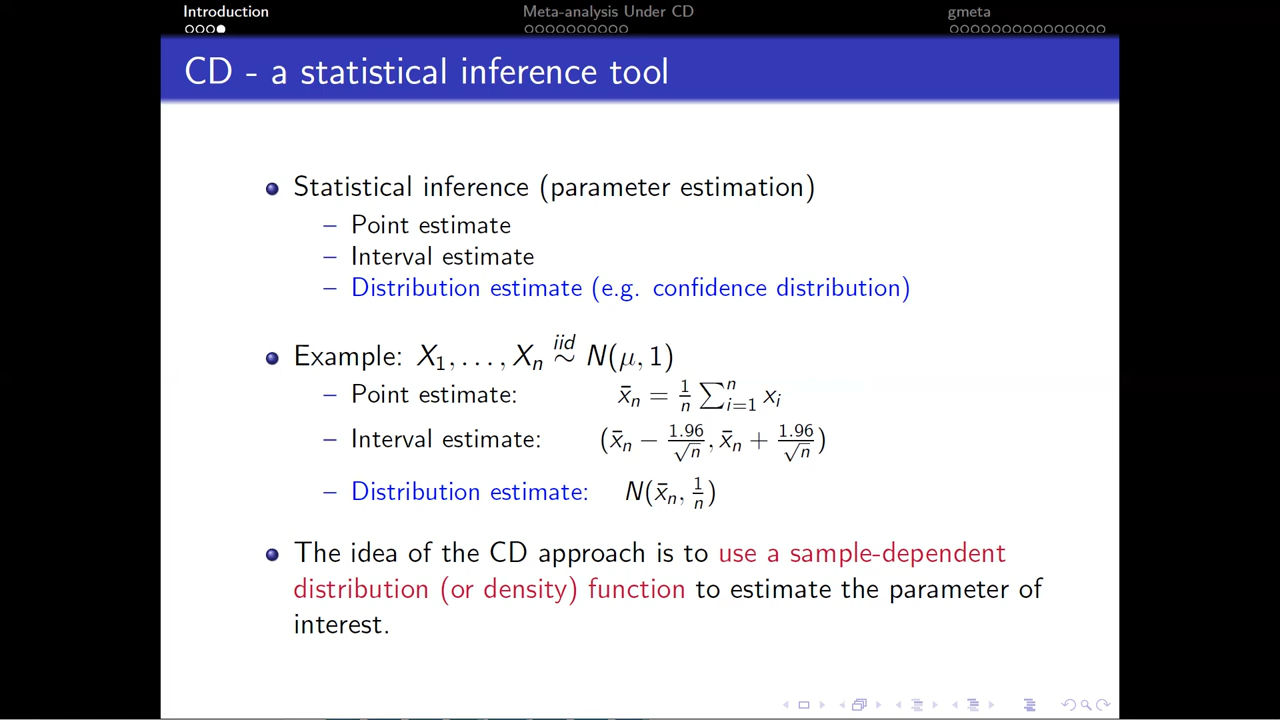 Introduction
Meta-analysis Under CD
gmeta
CD - a statistical inference tool
Statistical inference (parameter estimation)
– Point estimate
– Interval estimate
– Distribution estimate (e.g. confidence distribution)
Example: X₁, . . . , Xₙ iid ∼ N(μ, 1)
– Point estimate: x̄ₙ = 1/n ∑ⁿᵢ₌₁ xᵢ
– Interval estimate: (x̄ₙ − 1.96/√n, x̄ₙ + 1.96/√n)
– Distribution estimate: N(x̄ₙ, 1/n)
The idea of the CD approach is to use a sample-dependent
distribution (or density) function to estimate the parameter of
interest.